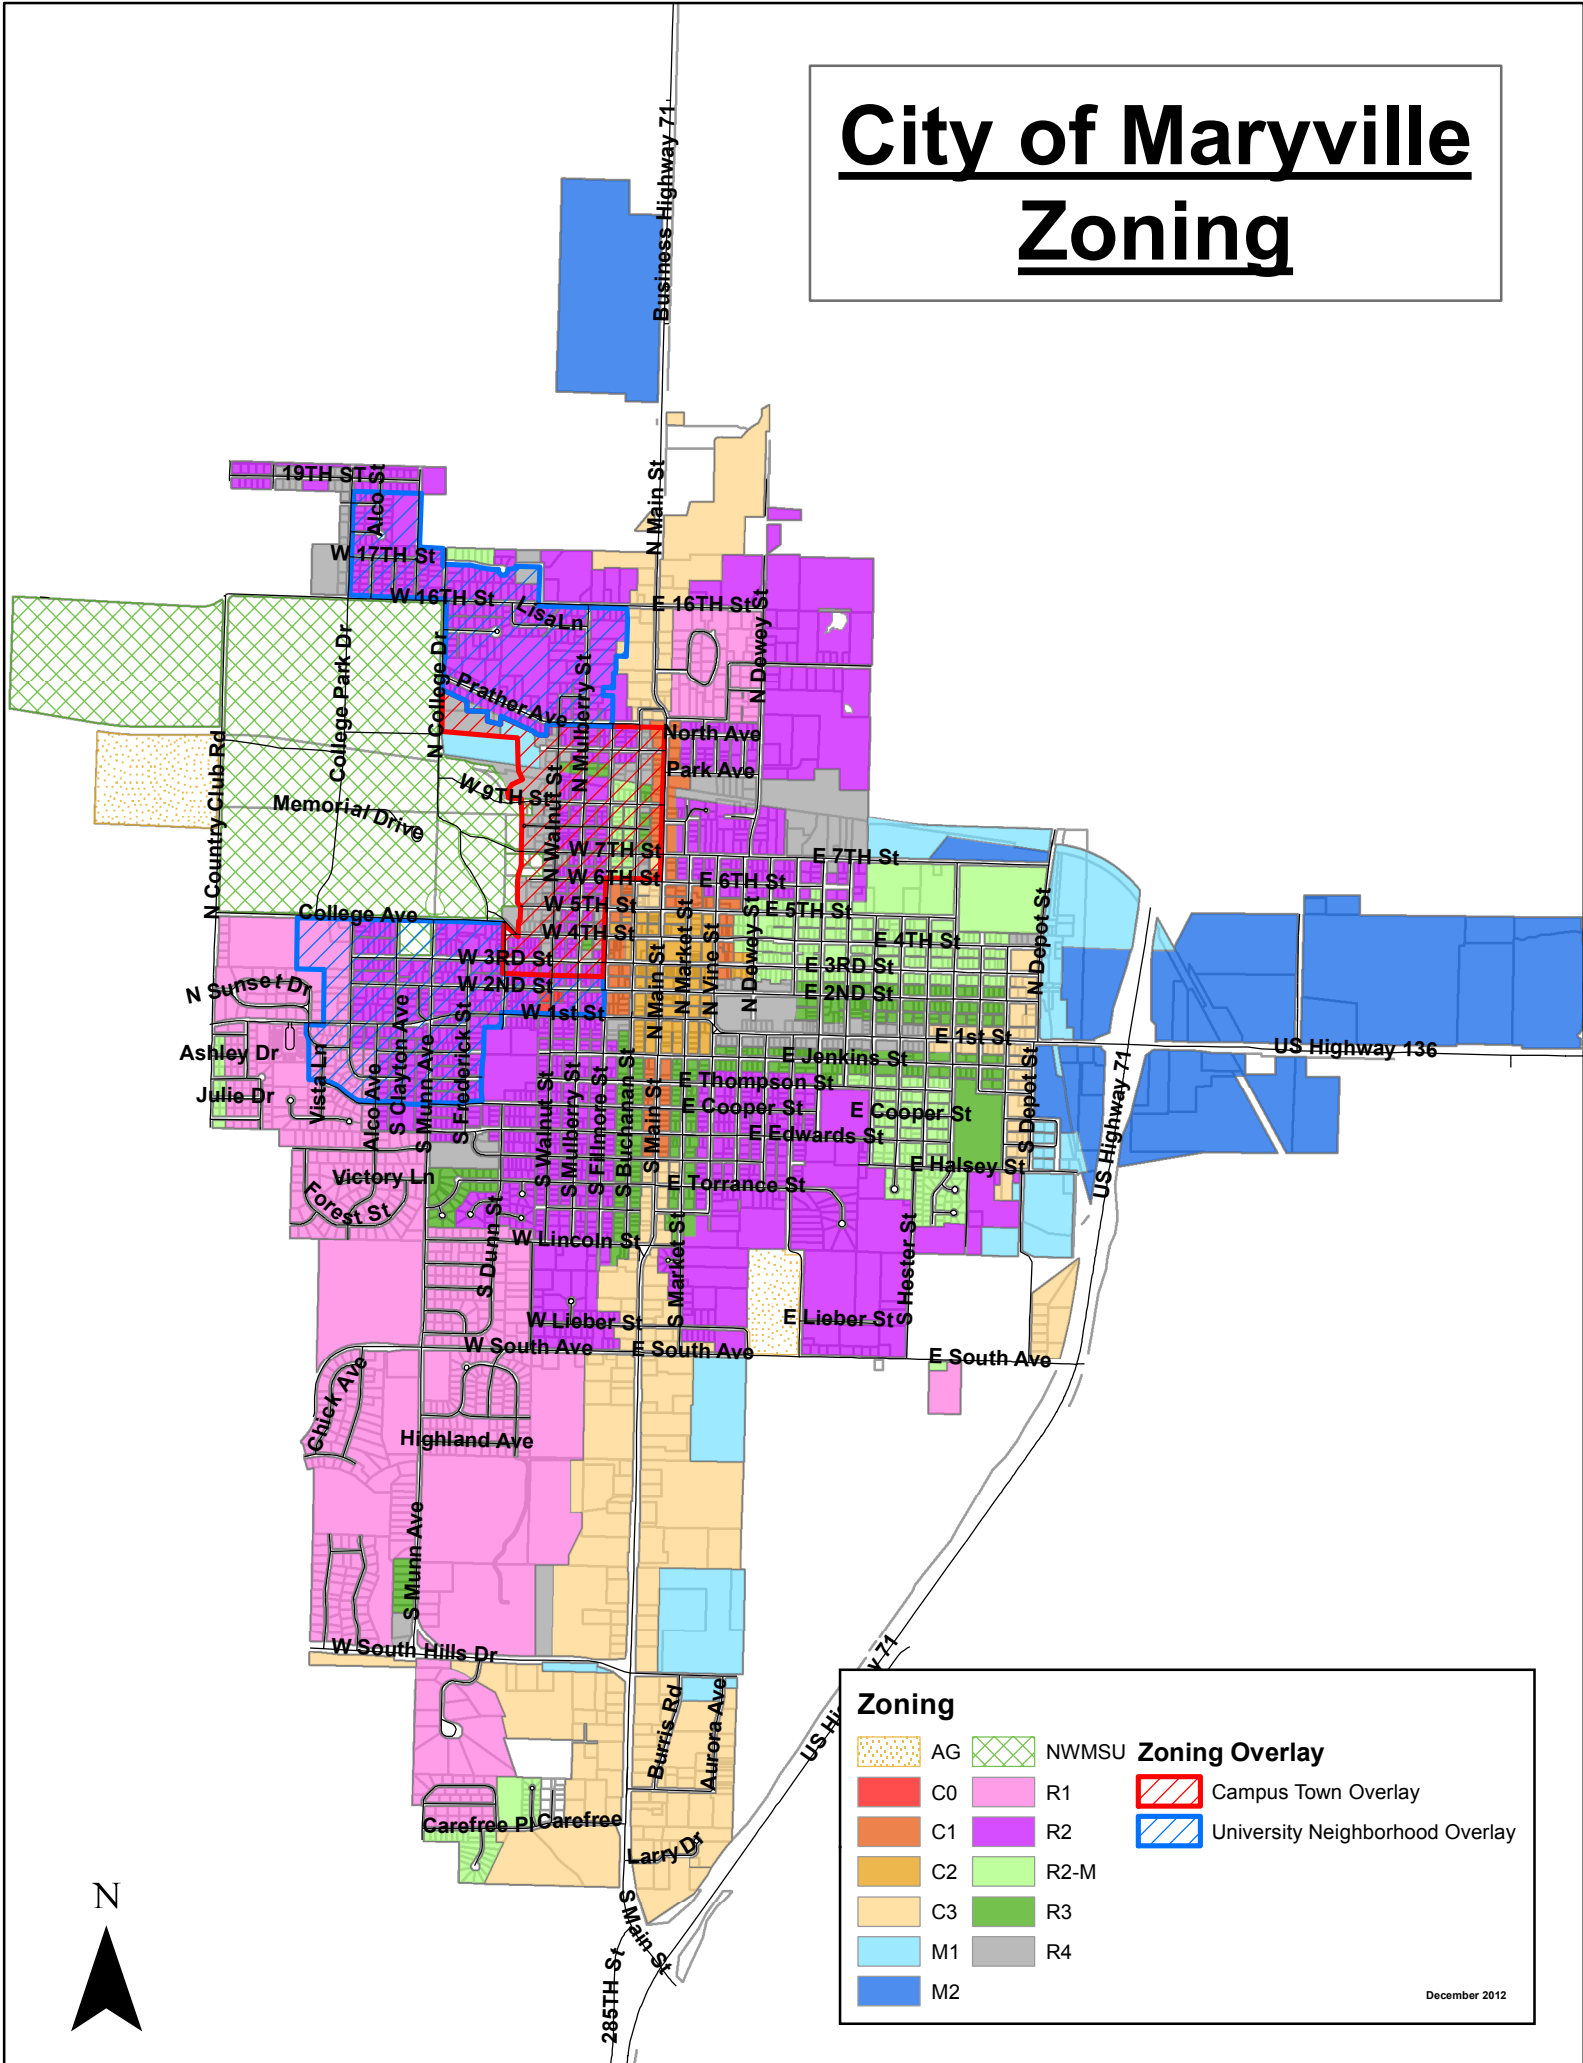 City of Maryville
Zoning
Business Highway 71
19TH ST
Alco St
N Main St
W 17TH St
W 16TH St
Lisa Ln
E 16TH St
N Dewey St
College Park Dr
N College Dr
Prather Ave
N Mulberry St
North Ave
Park Ave
N Country Club Rd
Memorial Drive
W 9TH St
N Walnut St
W 7TH St
E 7TH St
W 6TH St
E 6TH St
W 5TH St
E 5TH St
College Ave
W 4TH St
E 4TH St
N Market St
N Vine St
N Dewey St
N Depot St
W 3RD St
E 3RD St
N Sunset Dr
W 2ND St
E 2ND St
N Main St
W 1st St
E 1st St
US Highway 136
Ashley Dr
Vista Ln
S Clayton Ave
S Munn Ave
S Frederick St
E Jenkins St
Julie Dr
Alco Ave
E Thompson St
E Cooper St
E Cooper St
E Edwards St
S Walnut St
S Mulberry St
S Fillmore St
S Buchanan St
S Main St
S Depot St
US Highway 71
E Halsey St
Victory Ln
Forest St
E Torrance St
S Dunn St
W Lincoln St
S Market St
S Hester St
W Lieber St
E Lieber St
W South Ave
E South Ave
E South Ave
Chick Ave
Highland Ave
S Munn Ave
W South Hills Dr
Burris Rd
Aurora Ave
Carefree Pl
Carefree
Larry Dr
S Main St
285TH St
US Hi
y 71
N
Zoning
AG
NWMSU
Zoning Overlay
C0
R1
Campus Town Overlay
C1
R2
University Neighborhood Overlay
C2
R2-M
C3
R3
M1
R4
M2
December 2012